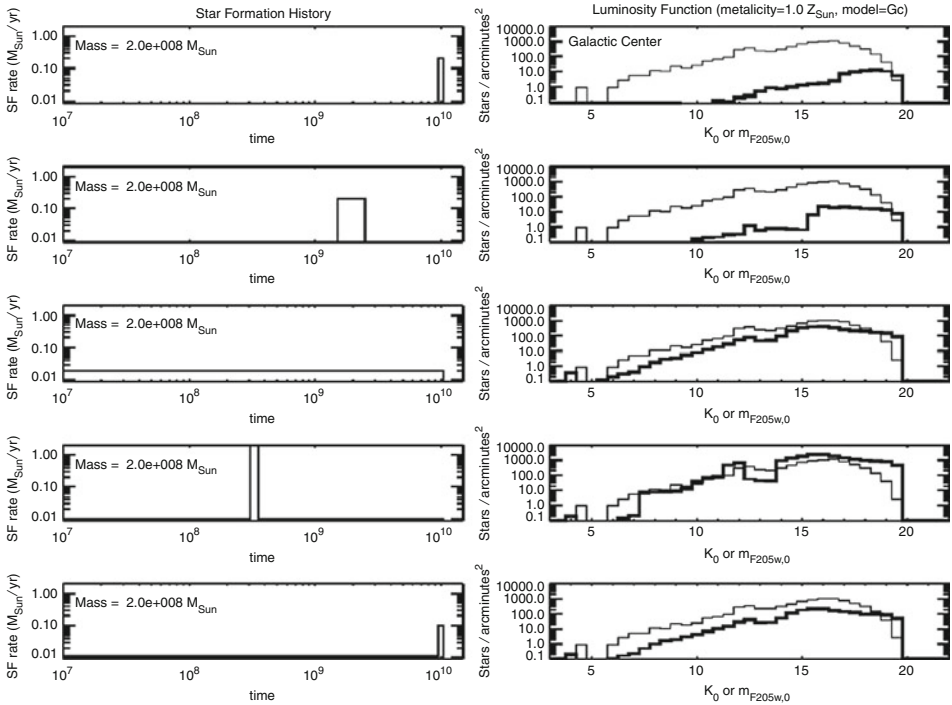 Star Formation History
Luminosity Function (metalicity=1.0 Z_Sun, model=Gc)
SF rate (M_Sun/yr)
1.00
0.10
0.01
Mass = 2.0e+008 M_Sun
10^7 10^8 10^9 10^10
time
Stars / arcminutes^2
1000.0
10.0
1.0
0.1
Galactic Center
5 10 15 20
K_0 or m_F205w,0
SF rate (M_Sun/yr)
1.00
0.10
0.01
Mass = 2.0e+008 M_Sun
10^7 10^8 10^9 10^10
time
Stars / arcminutes^2
10000.0
1000.0
100.0
10.0
1.0
0.1
5 10 15 20
K_0 or m_F205w,0
SF rate (M_Sun/yr)
1.00
0.10
0.01
Mass = 2.0e+008 M_Sun
10^7 10^8 10^9 10^10
time
Stars / arcminutes^2
10000.0
100.0
1.0
0.1
5 10 15 20
K_0 or m_F205w,0
SF rate (M_Sun/yr)
1.00
0.10
0.01
Mass = 2.0e+008 M_Sun
10^7 10^8 10^9 10^10
time
Stars / arcminutes^2
10000.0
1000.0
100.0
10.0
1.0
0.1
5 10 15 20
K_0 or m_F205w,0
SF rate (M_Sun/yr)
1.00
0.10
0.01
Mass = 2.0e+008 M_Sun
10^7 10^8 10^9 10^10
time
Stars / arcminutes^2
10000.0
100.0
1.0
0.1
5 10 15 20
K_0 or m_F205w,0